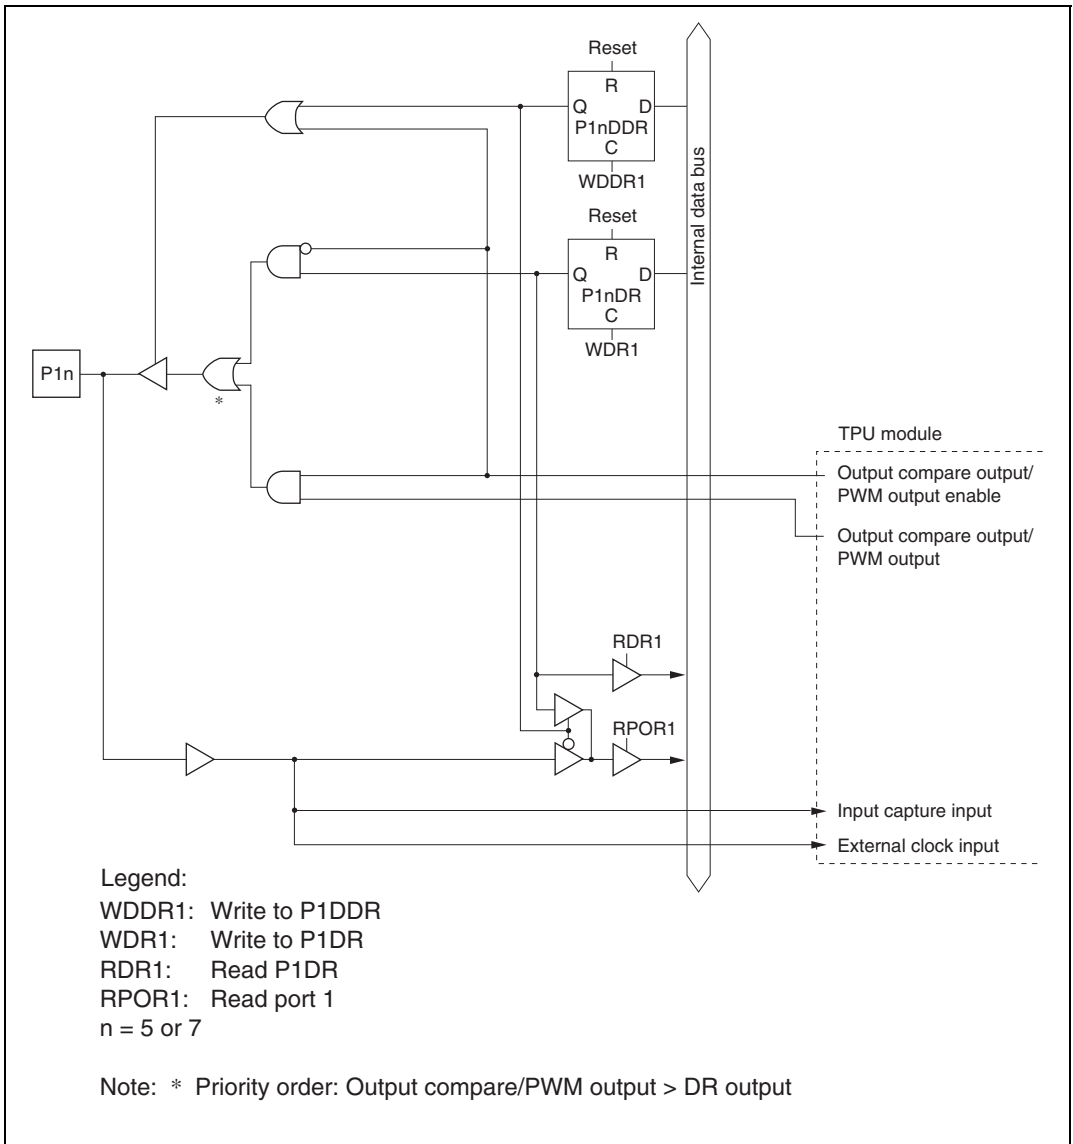 Reset
R
Q D
P1nDDR
C
WDDR1
Reset
R
Q D
P1nDR
C
WDR1
Internal data bus
P1n
*
TPU module
Output compare output/
PWM output enable
Output compare output/
PWM output
RDR1
RPOR1
Input capture input
External clock input
Legend:
WDDR1: Write to P1DDR
WDR1: Write to P1DR
RDR1: Read P1DR
RPOR1: Read port 1
n = 5 or 7
Note: * Priority order: Output compare/PWM output > DR output